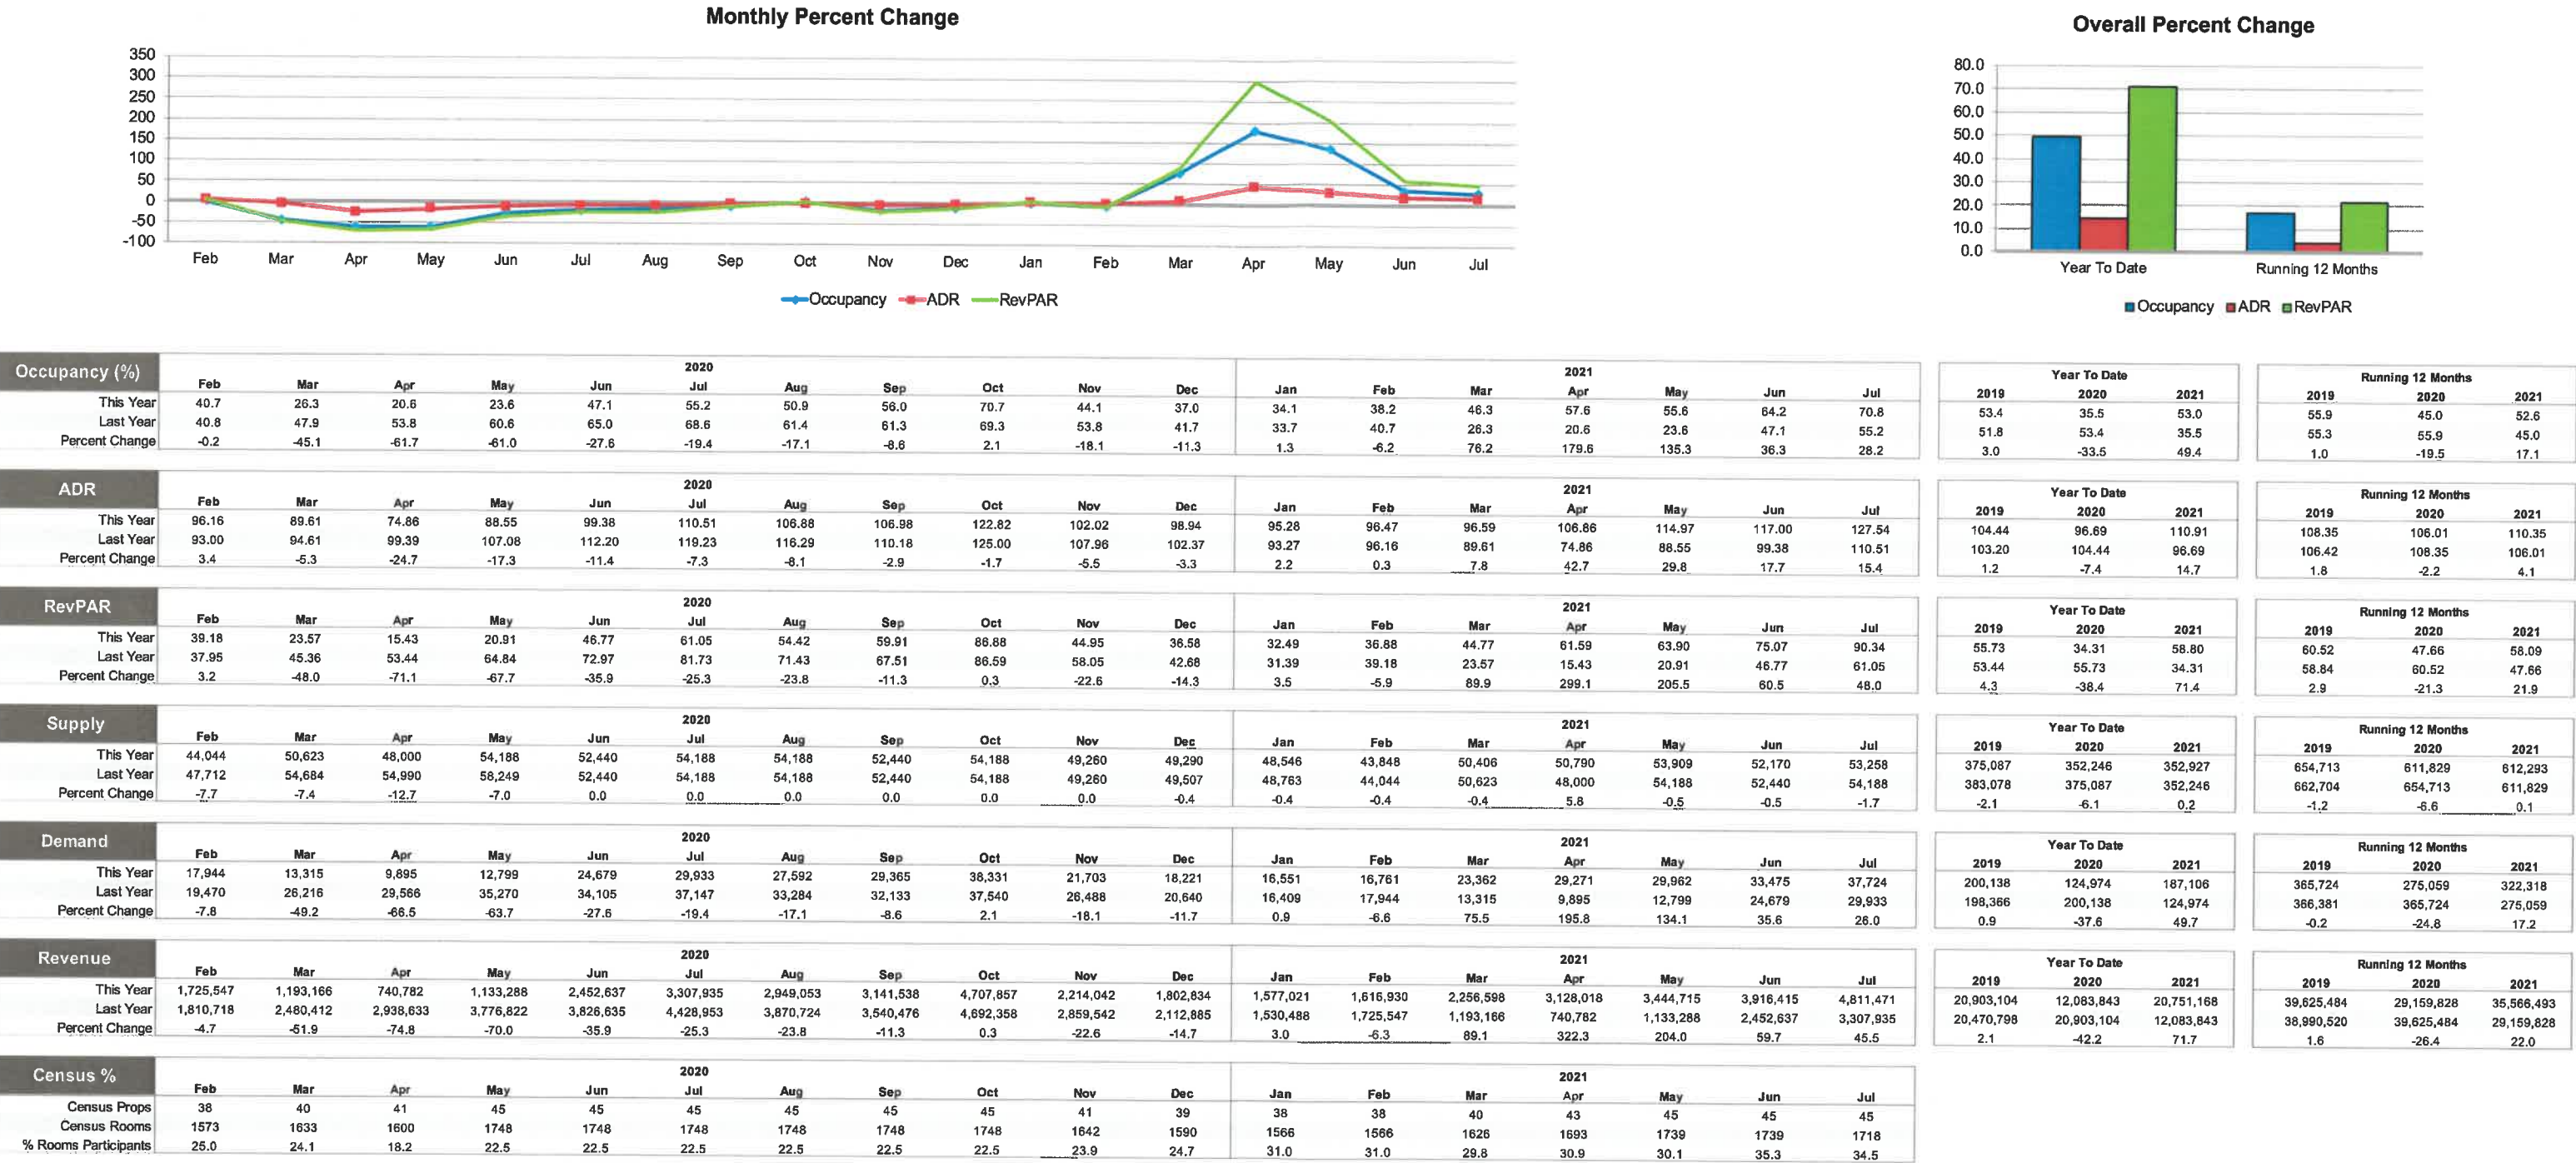 Monthly Percent Change
350
300
250
200
150
100
50
0
-50
-100
Feb Mar Apr May Jun Jul Aug Sep Oct Nov Dec Jan Feb Mar Apr May Jun Jul
Occupancy ADR RevPAR
Overall Percent Change
80.0
70.0
60.0
50.0
40.0
30.0
20.0
10.0
0.0
Year To Date Running 12 Months
Occupancy ADR RevPAR
Occupancy (%) 2020 2021 Year To Date Running 12 Months
Feb Mar Apr May Jun Jul Aug Sep Oct Nov Dec Jan Feb Mar Apr May Jun Jul 2019 2020 2021 2019 2020 2021
This Year 40.7 26.3 20.6 23.6 47.1 55.2 50.9 56.0 70.7 44.1 37.0 34.1 38.2 46.3 57.6 55.6 64.2 70.8 53.4 35.5 53.0 55.9 45.0 52.6
Last Year 40.8 47.9 53.8 60.6 65.0 68.6 61.4 61.3 69.3 53.8 41.7 33.7 40.7 26.3 20.6 23.6 47.1 55.2 51.8 53.4 35.5 55.3 55.9 45.0
Percent Change -0.2 -45.1 -61.7 -61.0 -27.6 -19.4 -17.1 -8.6 2.1 -18.1 -11.3 1.3 -6.2 76.2 179.6 135.3 36.3 28.2 3.0 -33.5 49.4 1.0 -19.5 17.1
ADR 2020 2021 Year To Date Running 12 Months
Feb Mar Apr May Jun Jul Aug Sep Oct Nov Dec Jan Feb Mar Apr May Jun Jul 2019 2020 2021 2019 2020 2021
This Year 96.16 89.61 74.86 88.55 99.38 110.51 106.88 106.98 122.82 102.02 98.94 95.28 96.47 96.59 106.86 114.97 117.00 127.54 104.44 96.69 110.91 108.35 106.01 110.35
Last Year 93.00 94.61 99.39 107.08 112.20 119.23 116.29 110.18 125.00 107.96 102.37 93.27 96.16 89.61 74.86 88.55 99.38 110.51 103.20 104.44 96.69 106.42 108.35 106.01
Percent Change 3.4 -5.3 -24.7 -17.3 -11.4 -7.3 -8.1 -2.9 -1.7 -5.5 -3.3 2.2 0.3 7.8 42.7 29.8 17.7 15.4 1.2 -7.4 14.7 1.8 -2.2 4.1
RevPAR 2020 2021 Year To Date Running 12 Months
Feb Mar Apr May Jun Jul Aug Sep Oct Nov Dec Jan Feb Mar Apr May Jun Jul 2019 2020 2021 2019 2020 2021
This Year 39.18 23.57 15.43 20.91 46.77 61.05 54.42 59.91 86.88 44.95 36.58 32.49 36.88 44.77 61.59 63.90 75.07 90.34 55.73 34.31 58.80 60.52 47.66 58.09
Last Year 37.95 45.36 53.44 64.84 72.97 81.73 71.43 67.51 86.59 58.05 42.68 31.39 39.18 23.57 15.43 20.91 46.77 61.05 53.44 55.73 34.31 58.84 60.52 47.66
Percent Change 3.2 -48.0 -71.1 -67.7 -35.9 -25.3 -23.8 -11.3 0.3 -22.6 -14.3 3.5 -5.9 89.9 299.1 205.5 60.5 48.0 4.3 -38.4 71.4 2.9 -21.3 21.9
Supply 2020 2021 Year To Date Running 12 Months
Feb Mar Apr May Jun Jul Aug Sep Oct Nov Dec Jan Feb Mar Apr May Jun Jul 2019 2020 2021 2019 2020 2021
This Year 44,044 50,623 48,000 54,188 52,440 54,188 54,188 52,440 54,188 49,260 49,290 48,546 43,848 50,406 50,790 53,909 52,170 53,258 375,087 352,246 352,927 654,713 611,829 612,293
Last Year 47,712 54,684 54,990 58,249 52,440 54,188 54,188 52,440 54,188 49,260 49,507 48,763 44,044 50,623 48,000 54,188 52,440 54,188 383,078 375,087 352,246 662,704 654,713 611,829
Percent Change -7.7 -7.4 -12.7 -7.0 0.0 0.0 0.0 0.0 0.0 0.0 -0.4 -0.4 -0.4 -0.4 5.8 -0.5 -0.5 -1.7 -2.1 -6.1 0.2 -1.2 -6.6 0.1
Demand 2020 2021 Year To Date Running 12 Months
Feb Mar Apr May Jun Jul Aug Sep Oct Nov Dec Jan Feb Mar Apr May Jun Jul 2019 2020 2021 2019 2020 2021
This Year 17,944 13,315 9,895 12,799 24,679 29,933 27,592 29,365 38,331 21,703 18,221 16,551 16,761 23,362 29,271 29,962 33,475 37,724 200,138 124,974 187,106 365,724 275,059 322,318
Last Year 19,470 26,216 29,566 35,270 34,105 37,147 33,284 32,133 37,540 26,488 20,640 16,409 17,944 13,315 9,895 12,799 24,679 29,933 198,366 200,138 124,974 366,381 365,724 275,059
Percent Change -7.8 -49.2 -66.5 -63.7 -27.6 -19.4 -17.1 -8.6 2.1 -18.1 -11.7 0.9 -6.6 75.5 195.8 134.1 35.6 26.0 0.9 -37.6 49.7 -0.2 -24.8 17.2
Revenue 2020 2021 Year To Date Running 12 Months
Feb Mar Apr May Jun Jul Aug Sep Oct Nov Dec Jan Feb Mar Apr May Jun Jul 2019 2020 2021 2019 2020 2021
This Year 1,725,547 1,193,166 740,782 1,133,288 2,452,637 3,307,935 2,949,053 3,141,538 4,707,857 2,214,042 1,802,834 1,577,021 1,616,930 2,256,598 3,128,018 3,444,715 3,916,415 4,811,471 20,903,104 12,083,843 20,751,168 39,625,484 29,159,828 35,566,493
Last Year 1,810,718 2,480,412 2,938,633 3,776,822 3,826,635 4,428,953 3,870,724 3,540,476 4,692,358 2,859,542 2,112,885 1,530,488 1,725,547 1,193,166 740,782 1,133,288 2,452,637 3,307,935 20,470,798 20,903,104 12,083,843 38,990,520 39,625,484 29,159,828
Percent Change -4.7 -51.9 -74.8 -70.0 -35.9 -25.3 -23.8 -11.3 0.3 -22.6 -14.7 3.0 -6.3 89.1 322.3 204.0 59.7 45.5 2.1 -42.2 71.7 1.6 -26.4 22.0
Census % 2020 2021
Feb Mar Apr May Jun Jul Aug Sep Oct Nov Dec Jan Feb Mar Apr May Jun Jul
Census Props 38 40 41 45 45 45 45 45 45 41 39 38 38 40 43 45 45 45
Census Rooms 1573 1633 1600 1748 1748 1748 1748 1748 1748 1642 1590 1566 1566 1626 1693 1739 1739 1718
% Rooms Participants 25.0 24.1 18.2 22.5 22.5 22.5 22.5 22.5 22.5 23.9 24.7 31.0 31.0 29.8 30.9 30.1 35.3 34.5